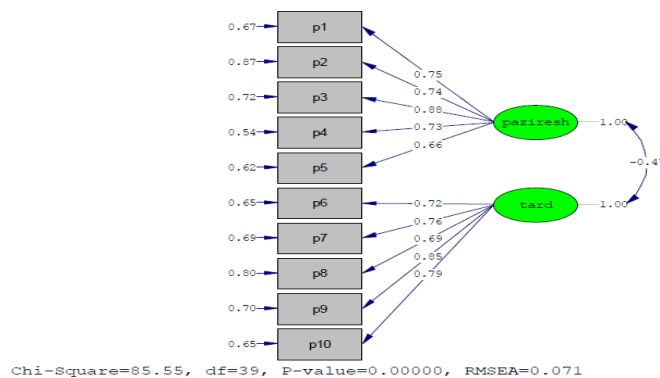 0.67 p1
0.87 p2 0.75
0.72 p3 0.74
0.88
0.54 p4 0.73 paziresh 1.00
0.62 p5 0.66
0.65 p6 0.72 -0.47
0.69 p7 0.76 tard 1.00
0.80 p8 0.69
0.85
0.70 p9 0.79
0.65 p10
Chi-Square=85.55, df=39, P-value=0.00000, RMSEA=0.071